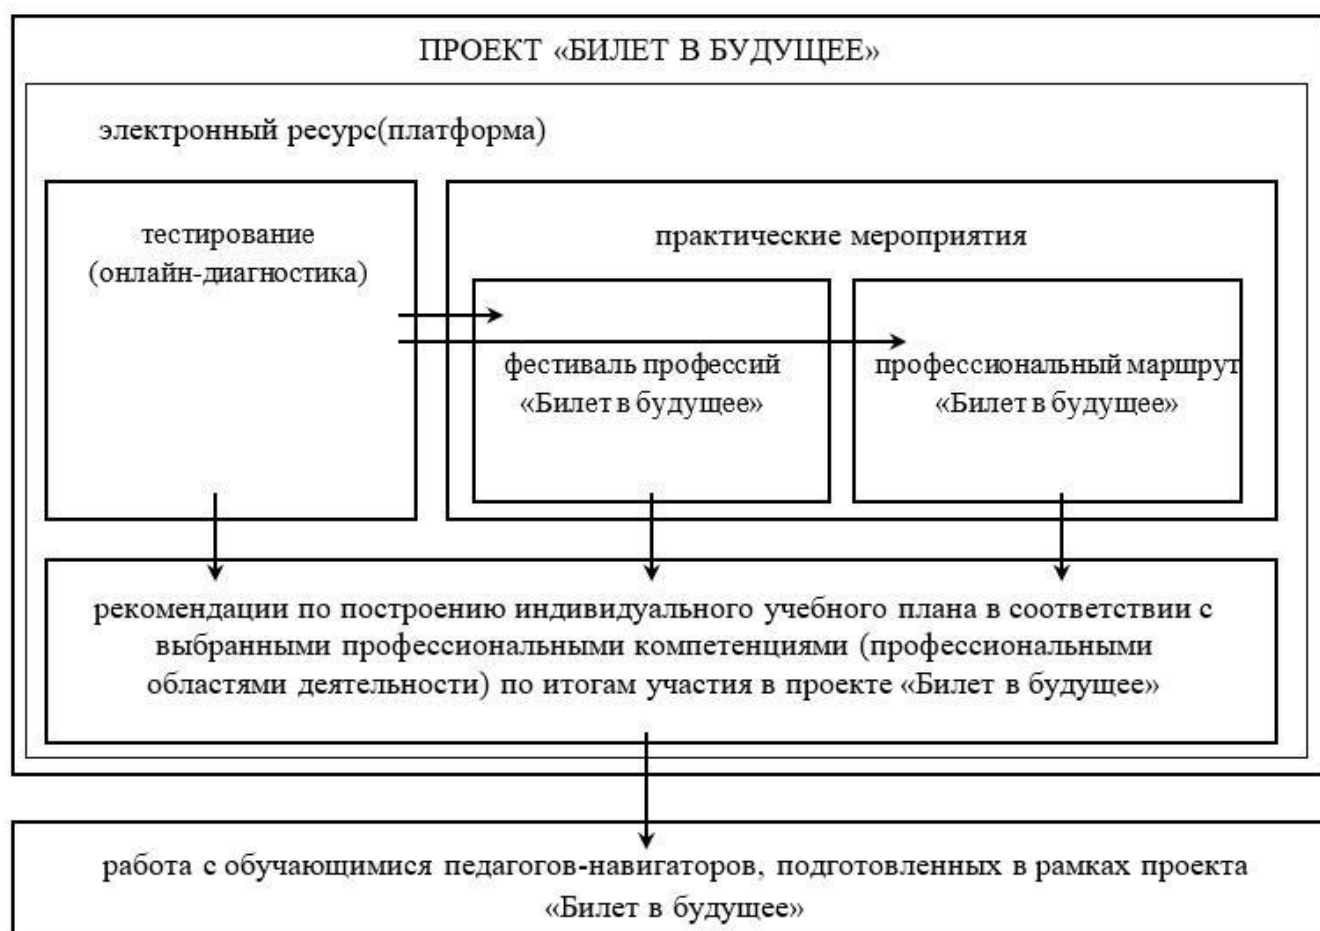 ПРОЕКТ «БИЛЕТ В БУДУЩЕЕ»
электронный ресурс(платформа)
тестирование
(онлайн-диагностика)
практические мероприятия
фестиваль профессий
«Билет в будущее»
профессиональный маршрут
«Билет в будущее»
рекомендации по построению индивидуального учебного плана в соответствии с
выбранными профессиональными компетенциями (профессиональными
областями деятельности) по итогам участия в проекте «Билет в будущее»
работа с обучающимися педагогов-навигаторов, подготовленных в рамках проекта
«Билет в будущее»